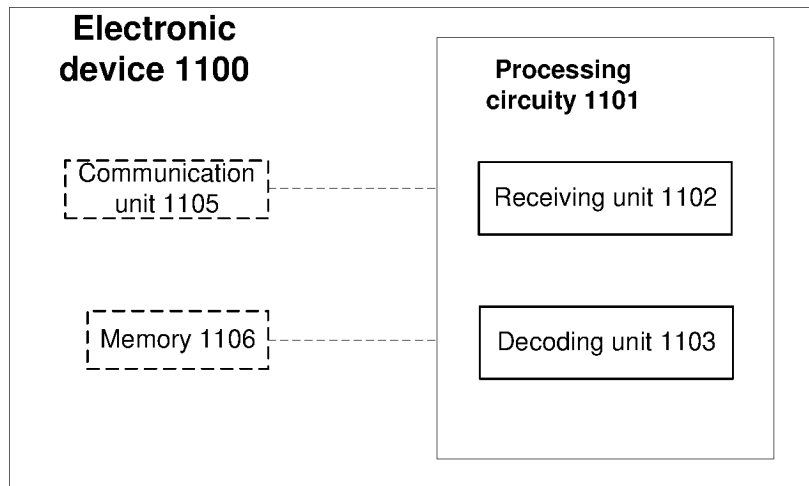 Electronic
device 1100
Processing
circuity 1101
Communication
unit 1105
Receiving unit 1102
Memory 1106
Decoding unit 1103